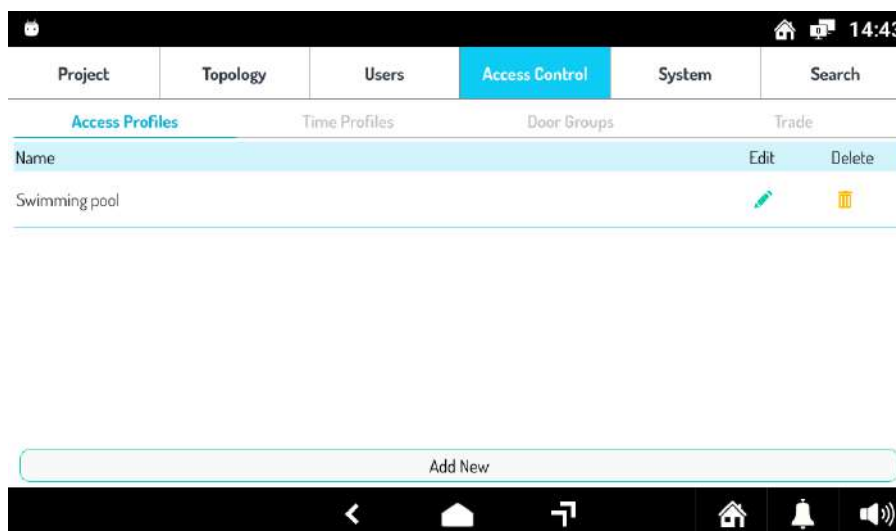 14:43
Project Topology Users Access Control System Search
Access Profiles Time Profiles Door Groups Trade
Name Edit Delete
Swimming pool
Add New